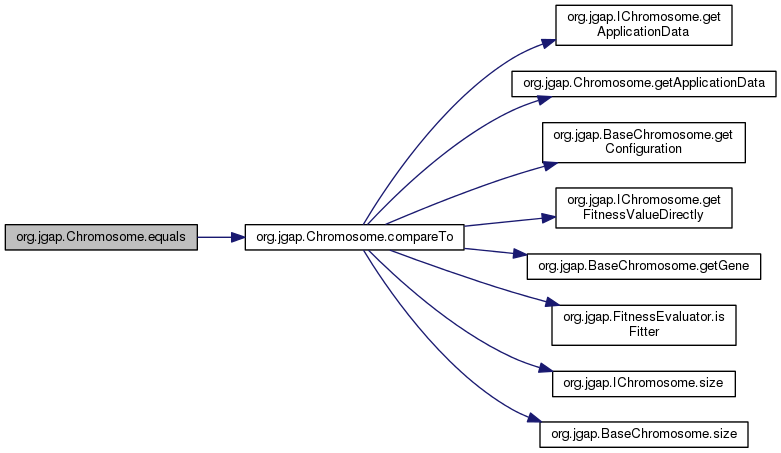 org.jgap.Chromosome.equals
org.jgap.Chromosome.compareTo
org.jgap.IChromosome.get
ApplicationData
org.jgap.Chromosome.getApplicationData
org.jgap.BaseChromosome.get
Configuration
org.jgap.IChromosome.get
FitnessValueDirectly
org.jgap.BaseChromosome.getGene
org.jgap.FitnessEvaluator.is
Fitter
org.jgap.IChromosome.size
org.jgap.BaseChromosome.size